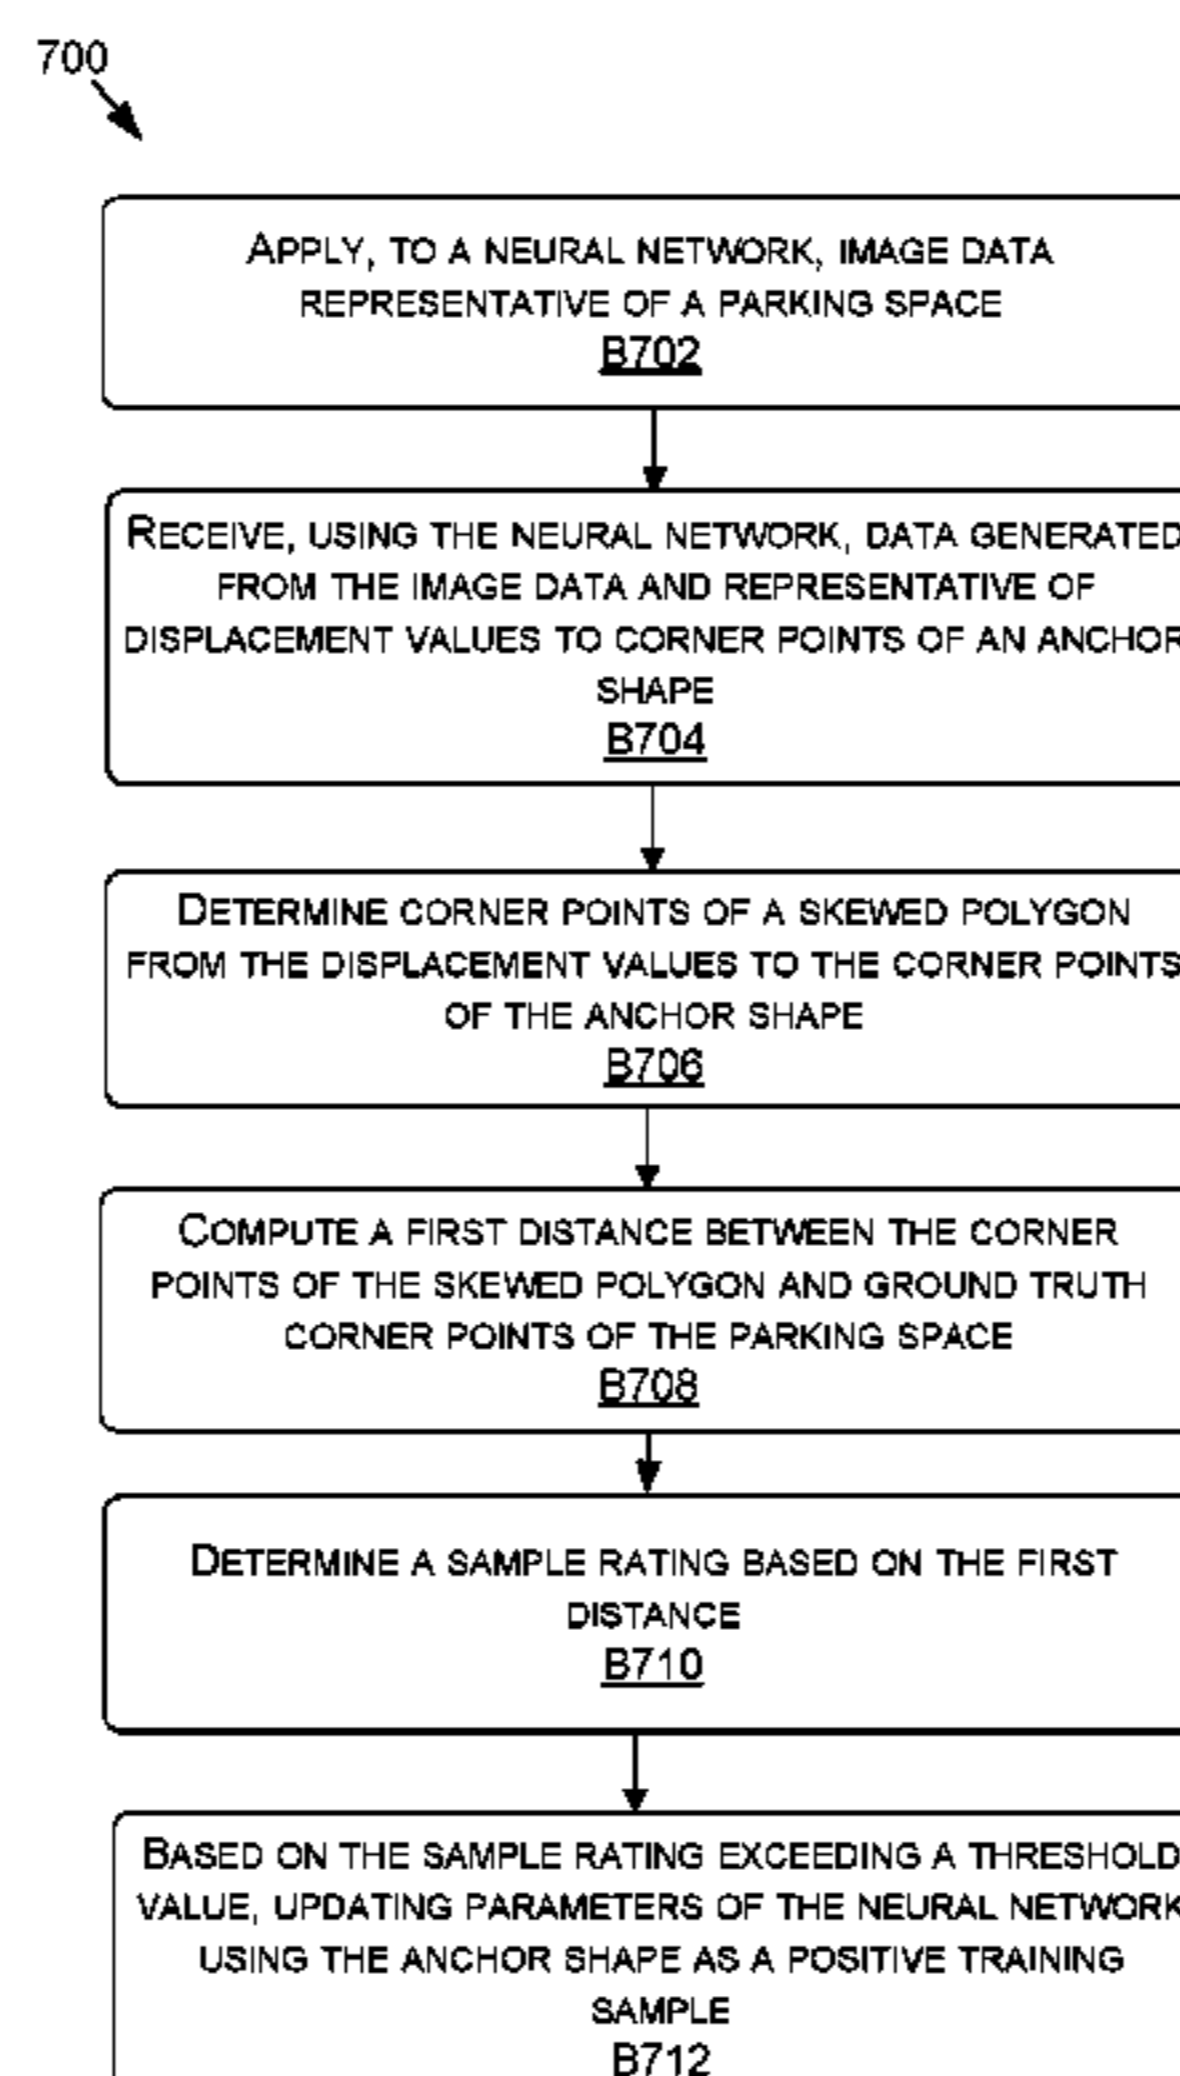 700
APPLY, TO A NEURAL NETWORK, IMAGE DATA
REPRESENTATIVE OF A PARKING SPACE
B702
RECEIVE, USING THE NEURAL NETWORK, DATA GENERATED
FROM THE IMAGE DATA AND REPRESENTATIVE OF
DISPLACEMENT VALUES TO CORNER POINTS OF AN ANCHOR
SHAPE
B704
DETERMINE CORNER POINTS OF A SKEWED POLYGON
FROM THE DISPLACEMENT VALUES TO THE CORNER POINTS
OF THE ANCHOR SHAPE
B706
COMPUTE A FIRST DISTANCE BETWEEN THE CORNER
POINTS OF THE SKEWED POLYGON AND GROUND TRUTH
CORNER POINTS OF THE PARKING SPACE
B708
DETERMINE A SAMPLE RATING BASED ON THE FIRST
DISTANCE
B710
BASED ON THE SAMPLE RATING EXCEEDING A THRESHOLD
VALUE, UPDATING PARAMETERS OF THE NEURAL NETWORK
USING THE ANCHOR SHAPE AS A POSITIVE TRAINING
SAMPLE
B712